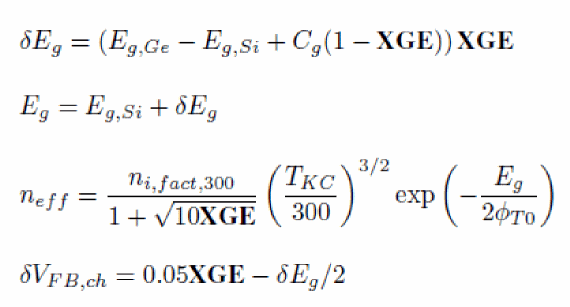 δE_g = (E_{g,Ge} − E_{g,Si} + C_g(1 − XGE)) XGE
E_g = E_{g,Si} + δE_g
n_{eff} = \frac{n_{i,fact,300}}{1 + \sqrt{10XGE}} \left(\frac{T_{KC}}{300}\right)^{3/2} \exp\left(−\frac{E_g}{2ϕ_{T0}}\right)
δV_{FB,ch} = 0.05XGE − δE_g/2